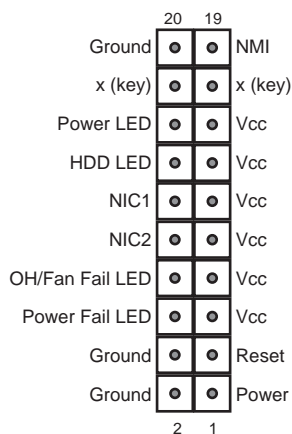 20 19
Ground NMI
x (key) x (key)
Power LED Vcc
HDD LED Vcc
NIC1 Vcc
NIC2 Vcc
OH/Fan Fail LED Vcc
Power Fail LED Vcc
Ground Reset
Ground Power
2 1